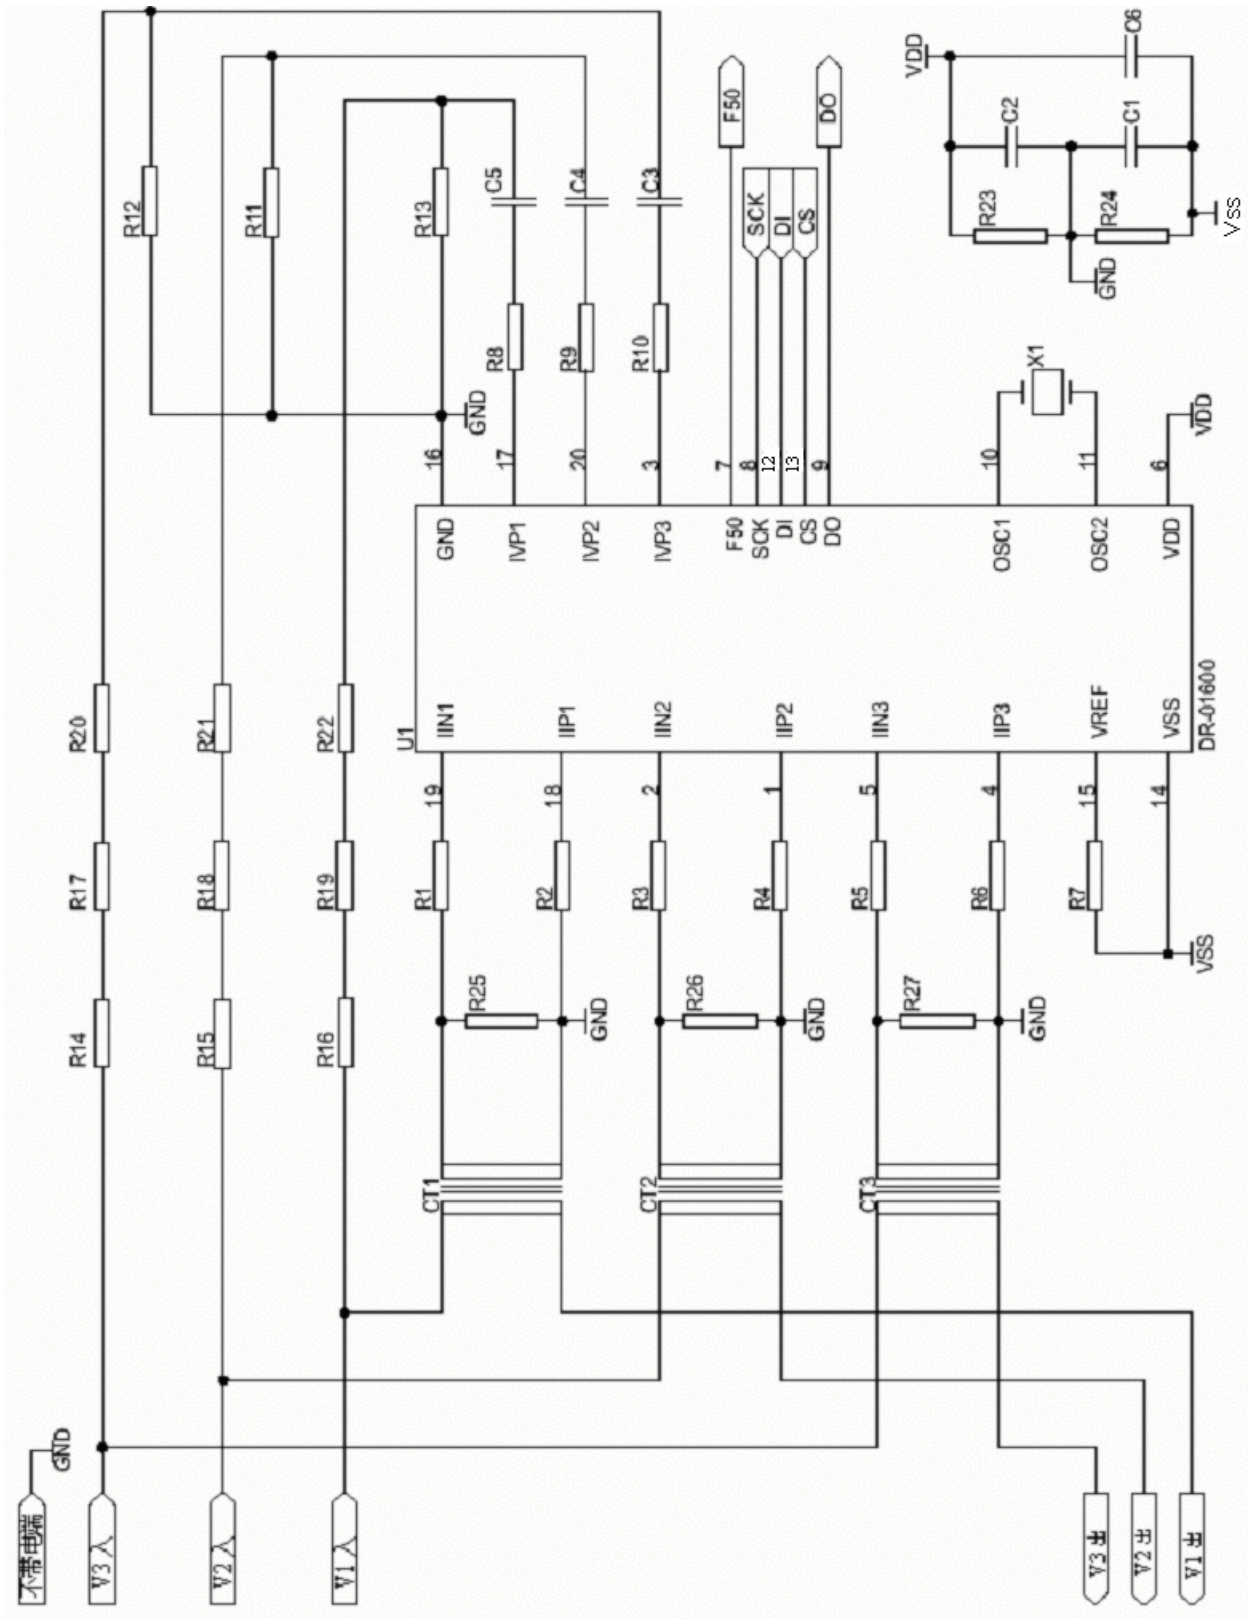 不带电端
GND
V3入 R14 R17 R20 R12
V2入 R15 R18 R21 R11
V1入 R16 R19 R22 R13
U1
CT1 R1 19 IIN1 GND 16 GND
R25
R2 18 IIP1 IVP1 17 R8 C5
GND
IVP2 20 R9 C4
CT2 R3 2 IIN2 IVP3 3 R10 C3
R26
R4 1 IIP2 F50 7 F50
GND
SCK 8 SCK
DI 12 DI
CS 13 CS
DO 9 DO
CT3 R5 5 IIN3 VDD
R27
R6 4 IIP3 OSC1 10 R23 C2
GND
X1
V3出 R7 15 VREF OSC2 11 GND R24 C1 C6
V2出 14 VSS VDD 6
V1出 VSS DR-01600 VDD Vss